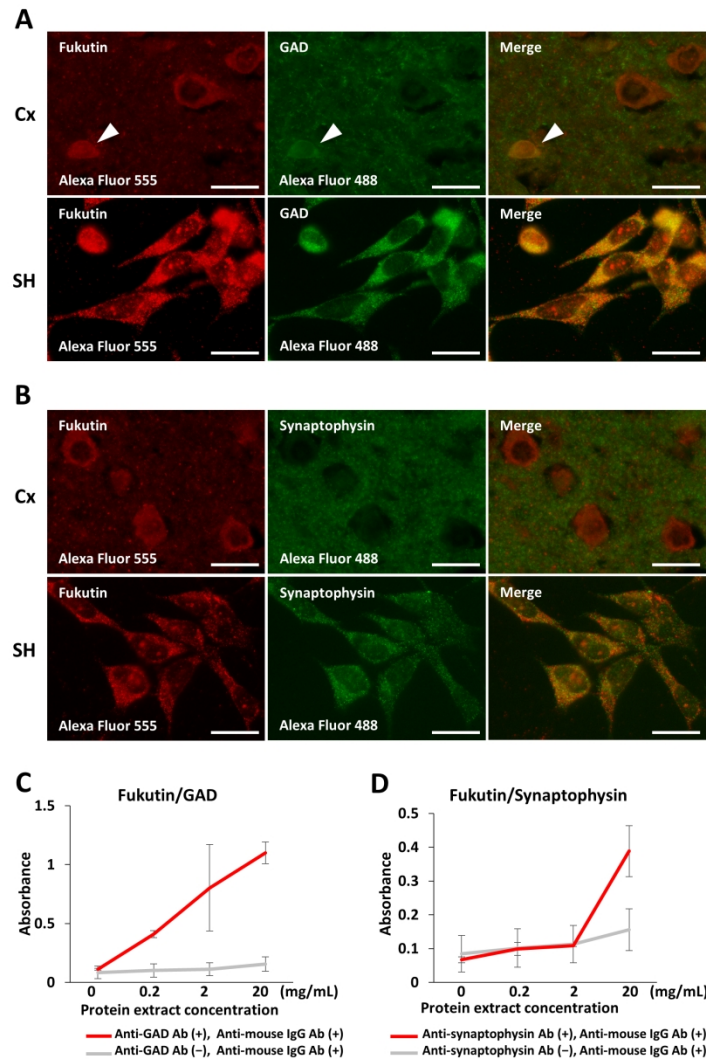 A
Fukutin GAD Merge
Cx
Alexa Fluor 555 Alexa Fluor 488
Fukutin GAD Merge
SH
Alexa Fluor 555 Alexa Fluor 488
B
Fukutin Synaptophysin Merge
Cx
Alexa Fluor 555 Alexa Fluor 488
Fukutin Synaptophysin Merge
SH
Alexa Fluor 555 Alexa Fluor 488
C
Fukutin/GAD
1.5
1
0.5
0
Absorbance
0 0.2 2 20 (mg/mL)
Protein extract concentration
Anti-GAD Ab (+), Anti-mouse IgG Ab (+)
Anti-GAD Ab (−), Anti-mouse IgG Ab (+)
D
Fukutin/Synaptophysin
0.5
0.4
0.3
0.2
0.1
0
Absorbance
0 0.2 2 20 (mg/mL)
Protein extract concentration
Anti-synaptophysin Ab (+), Anti-mouse IgG Ab (+)
Anti-synaptophysin Ab (−), Anti-mouse IgG Ab (+)